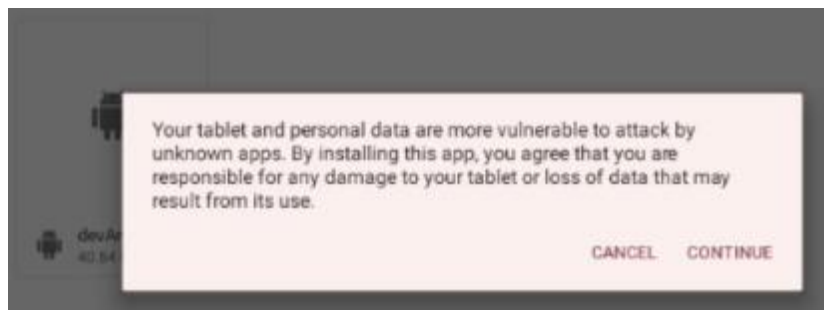 Your tablet and personal data are more vulnerable to attack by
unknown apps. By installing this app, you agree that you are
responsible for any damage to your tablet or loss of data that may
result from its use.
CANCEL CONTINUE